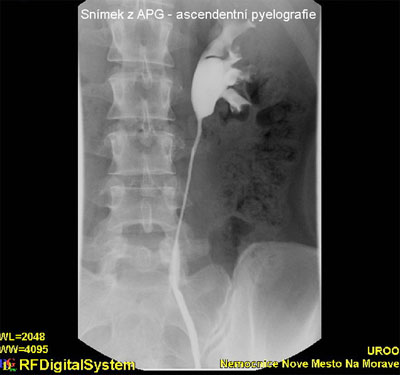 Snímek z APG - ascendentní pyelografie
WL=2048
WW=4095
RFDigitalSystem
UROO
Nemocnice Nove Mesto Na Morave